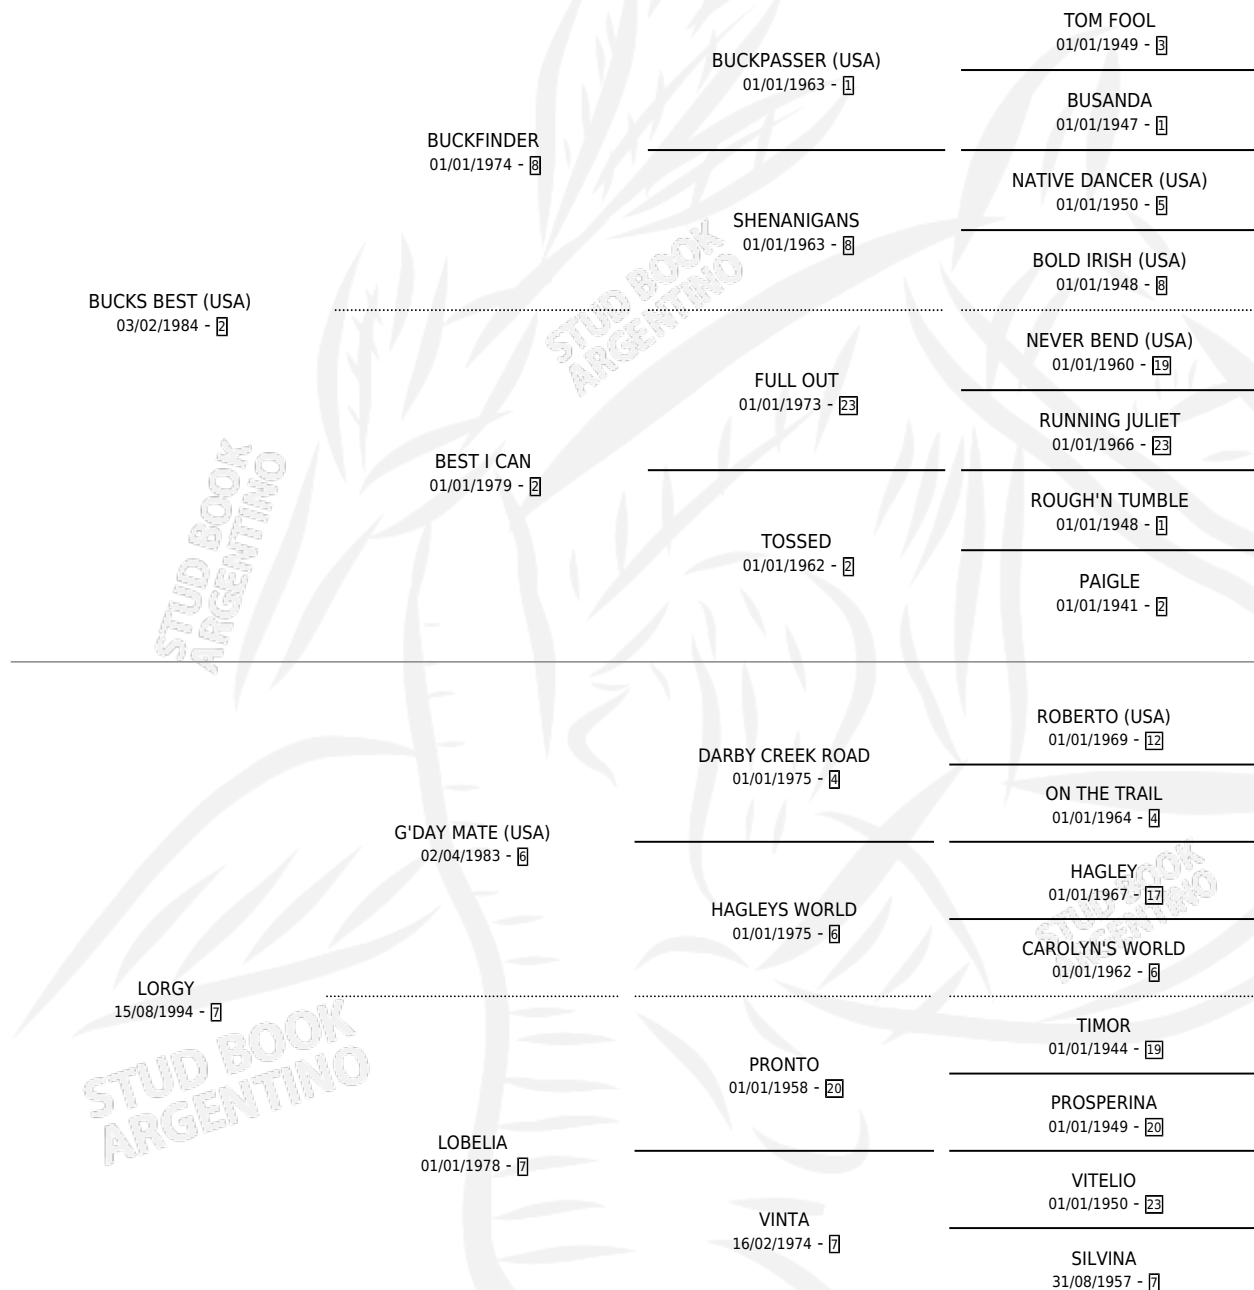 TOM FOOL
01/01/1949 - 3
BUCKPASSER (USA)
01/01/1963 - 1
BUSANDA
01/01/1947 - 1
BUCKFINDER
01/01/1974 - 8
NATIVE DANCER (USA)
01/01/1950 - 5
SHENANIGANS
01/01/1963 - 8
BOLD IRISH (USA)
01/01/1948 - 8
BUCKS BEST (USA)
03/02/1984 - 2
NEVER BEND (USA)
01/01/1960 - 19
FULL OUT
01/01/1973 - 23
RUNNING JULIET
01/01/1966 - 23
BEST I CAN
01/01/1979 - 2
ROUGH'N TUMBLE
01/01/1948 - 1
TOSSED
01/01/1962 - 2
PAIGLE
01/01/1941 - 2
ROBERTO (USA)
01/01/1969 - 12
DARBY CREEK ROAD
01/01/1975 - 4
ON THE TRAIL
01/01/1964 - 4
G'DAY MATE (USA)
02/04/1983 - 6
HAGLEY
01/01/1967 - 17
HAGLEYS WORLD
01/01/1975 - 6
CAROLYN'S WORLD
01/01/1962 - 6
LORGY
15/08/1994 - 7
TIMOR
01/01/1944 - 19
PRONTO
01/01/1958 - 20
PROSPERINA
01/01/1949 - 20
LOBELIA
01/01/1978 - 7
VITELIO
01/01/1950 - 23
VINTA
16/02/1974 - 7
SILVINA
31/08/1957 - 7
STUD BOOK
ARGENTINO
STUD BOOK
ARGENTINO
STUD BOOK
ARGENTINO
STUD BOOK
ARGENTINO